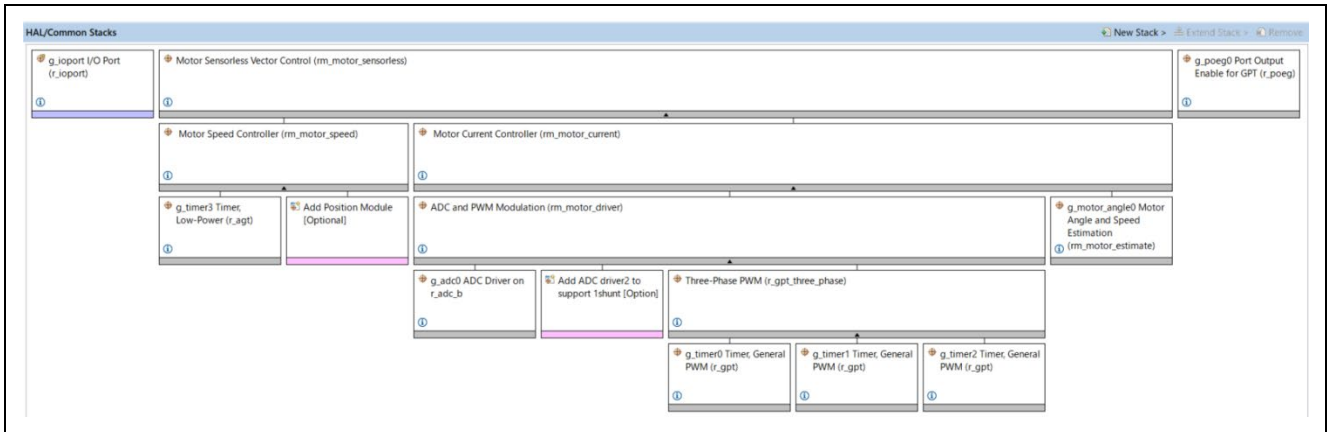 HAL/Common Stacks
New Stack > Extend Stack > Remove
g_ioport I/O Port
(r_ioport)
Motor Sensorless Vector Control (rm_motor_sensorless)
g_poeg0 Port Output
Enable for GPT (r_poeg)
Motor Speed Controller (rm_motor_speed)
Motor Current Controller (rm_motor_current)
g_timer3 Timer,
Low-Power (r_agt)
Add Position Module
[Optional]
ADC and PWM Modulation (rm_motor_driver)
g_motor_angle0 Motor
Angle and Speed
Estimation
(rm_motor_estimate)
g_adc0 ADC Driver on
r_adc_b
Add ADC driver2 to
support 1shunt [Option]
Three-Phase PWM (r_gpt_three_phase)
g_timer0 Timer, General
PWM (r_gpt)
g_timer1 Timer, General
PWM (r_gpt)
g_timer2 Timer, General
PWM (r_gpt)